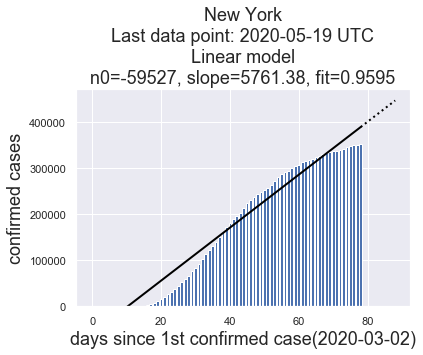 New York
Last data point: 2020-05-19 UTC
Linear model
n0=-59527, slope=5761.38, fit=0.9595
400000
300000
200000
100000
0
confirmed cases
0 20 40 60 80
days since 1st confirmed case(2020-03-02)